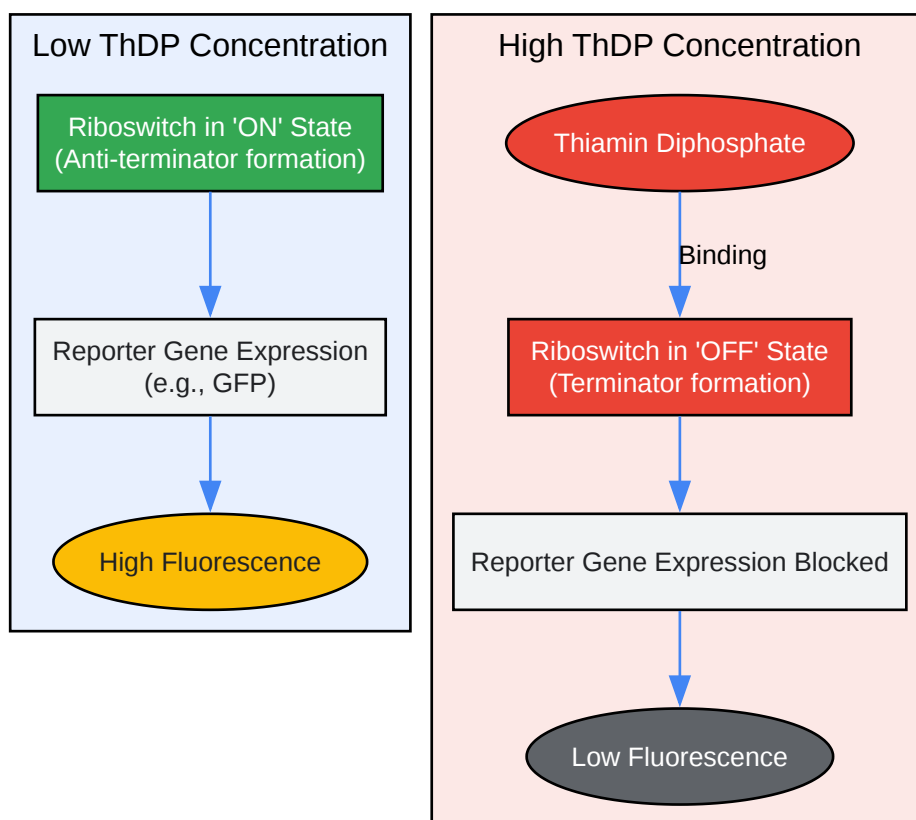 Low ThDP Concentration
Riboswitch in 'ON' State
(Anti-terminator formation)
Reporter Gene Expression
(e.g., GFP)
High Fluorescence
High ThDP Concentration
Thiamin Diphosphate
Binding
Riboswitch in 'OFF' State
(Terminator formation)
Reporter Gene Expression Blocked
Low Fluorescence